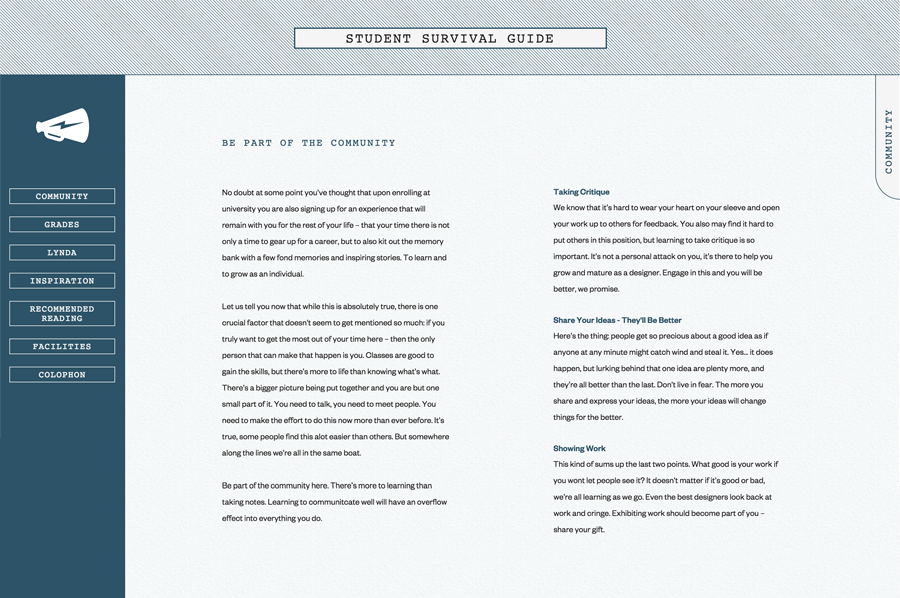 STUDENT SURVIVAL GUIDE
COMMUNITY
GRADES
LYNDA
INSPIRATION
RECOMMENDED
READING
FACILITIES
COLOPHON
BE PART OF THE COMMUNITY
No doubt at some point you've thought that upon enrolling at
university you are also signing up for an experience that will
remain with you for the rest of your life – that your time there is not
only a time to gear up for a career, but to also kit out the memory
bank with a few fond memories and inspiring stories. To learn and
to grow as an individual.
Let us tell you now that while this is absolutely true, there is one
crucial factor that doesn't seem to get mentioned so much: if you
truly want to get the most out of your time here – then the only
person that can make that happen is you. Classes are good to
gain the skills, but there's more to life than knowing what's what.
There's a bigger picture being put together and you are but one
small part of it. You need to talk, you need to meet people. You
need to make the effort to do this now more than ever before. It's
true, some people find this alot easier than others. But somewhere
along the lines we're all in the same boat.
Be part of the community here. There's more to learning than
taking notes. Learning to communitcate well will have an overflow
effect into everything you do.
Taking Critique
We know that it's hard to wear your heart on your sleeve and open
your work up to others for feedback. You also may find it hard to
put others in this position, but learning to take critique is so
important. It's not a personal attack on you, it's there to help you
grow and mature as a designer. Engage in this and you will be
better, we promise.
Share Your Ideas - They'll Be Better
Here's the thing: people get so precious about a good idea as if
anyone at any minute might catch wind and steal it. Yes... it does
happen, but lurking behind that one idea are plenty more, and
they're all better than the last. Don't live in fear. The more you
share and express your ideas, the more your ideas will change
things for the better.
Showing Work
This kind of sums up the last two points. What good is your work if
you wont let people see it? It doesn't matter if it's good or bad,
we're all learning as we go. Even the best designers look back at
work and cringe. Exhibiting work should become part of you –
share your gift.
COMMUNITY